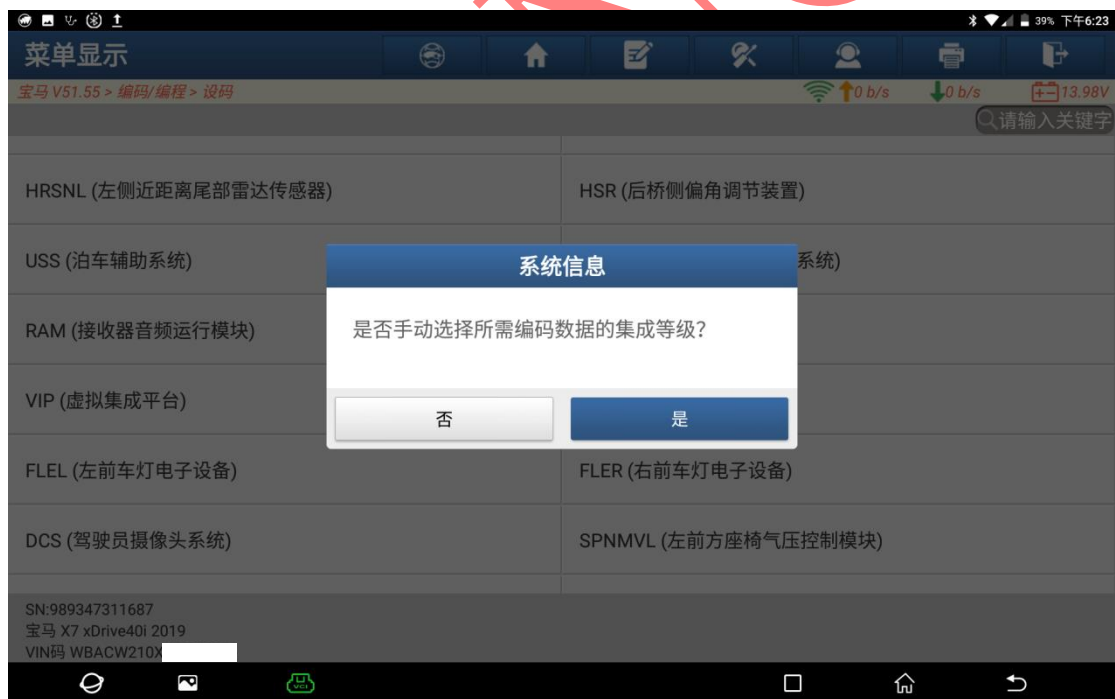 39% 下午6:23
菜单显示
宝马 V51.55 > 编码/编程 > 设码
0 b/s 0 b/s 13.98V
请输入关键字
HRSNL (左侧近距离尾部雷达传感器) HSR (后桥侧偏角调节装置)
USS (泊车辅助系统) 系统)
系统信息
RAM (接收器音频运行模块)
是否手动选择所需编码数据的集成等级?
VIP (虚拟集成平台)
否 是
FLEL (左前车灯电子设备) FLER (右前车灯电子设备)
DCS (驾驶员摄像头系统) SPNMVL (左前方座椅气压控制模块)
SN:989347311687
宝马 X7 xDrive40i 2019
VIN码 WBACW210X
VCI